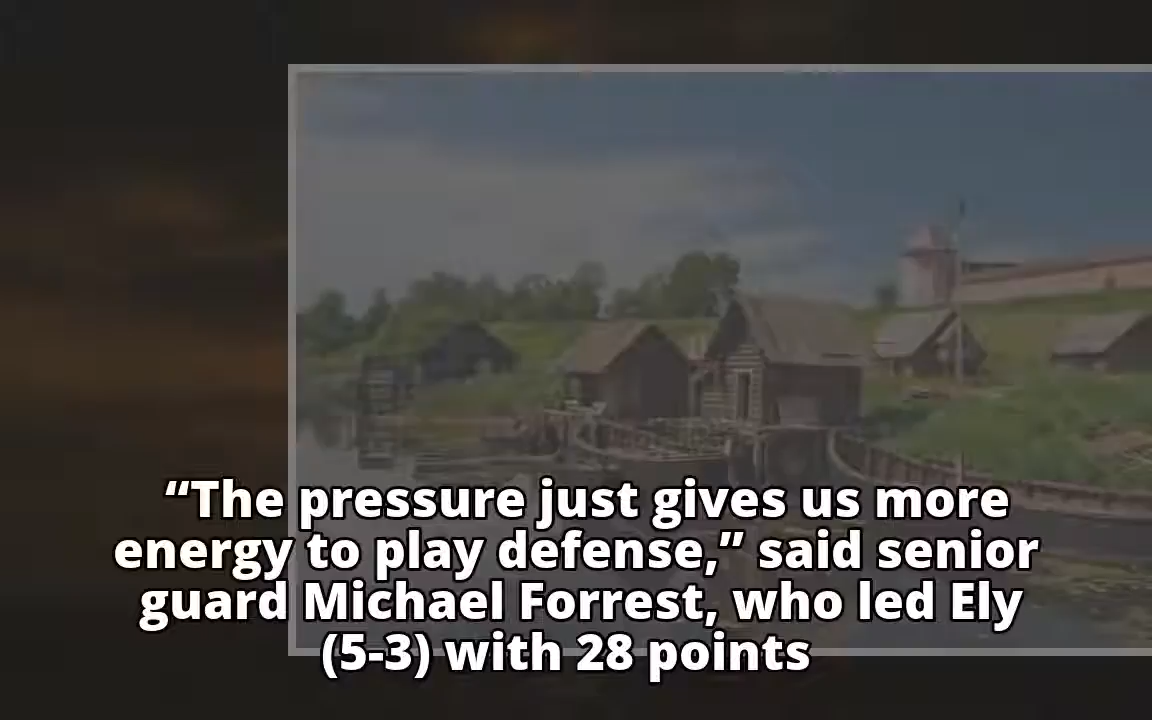 “The pressure just gives us more
energy to play defense,” said senior
guard Michael Forrest, who led Ely
(5-3) with 28 points